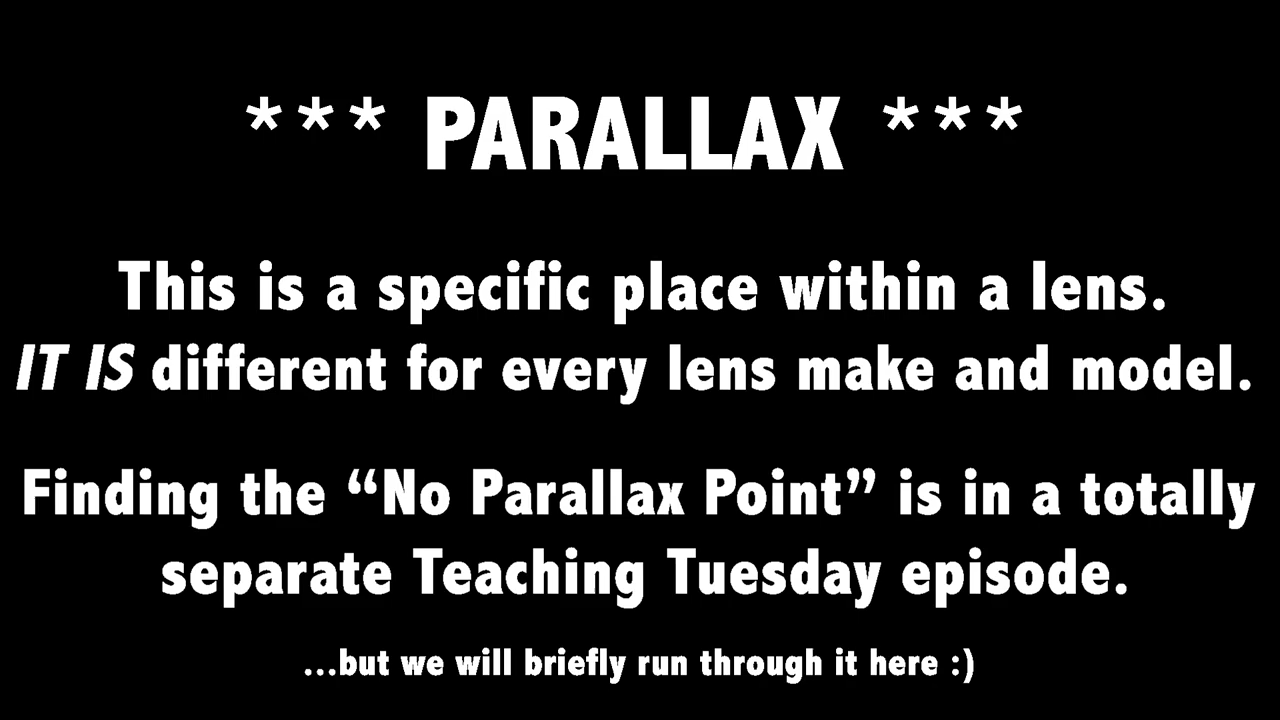 *** PARALLAX ***
This is a specific place within a lens.
IT IS different for every lens make and model.
Finding the “No Parallax Point” is in a totally
separate Teaching Tuesday episode.
...but we will briefly run through it here :)